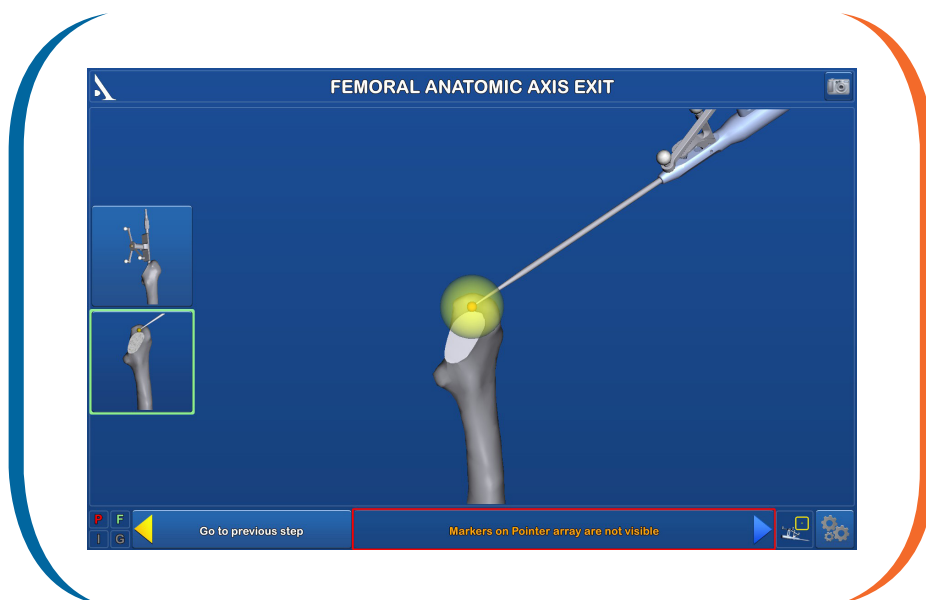 FEMORAL ANATOMIC AXIS EXIT
P F
I G
Go to previous step
Markers on Pointer array are not visible